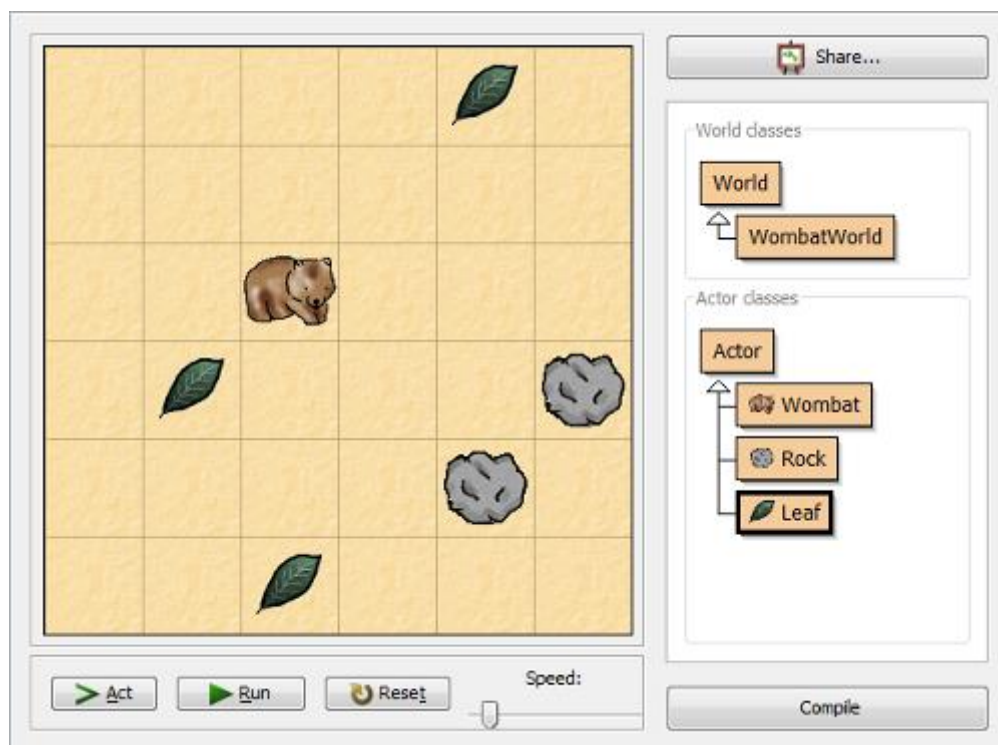 Share...
World classes
World
WombatWorld
Actor classes
Actor
Wombat
Rock
Leaf
Act
Run
Reset
Speed:
Compile